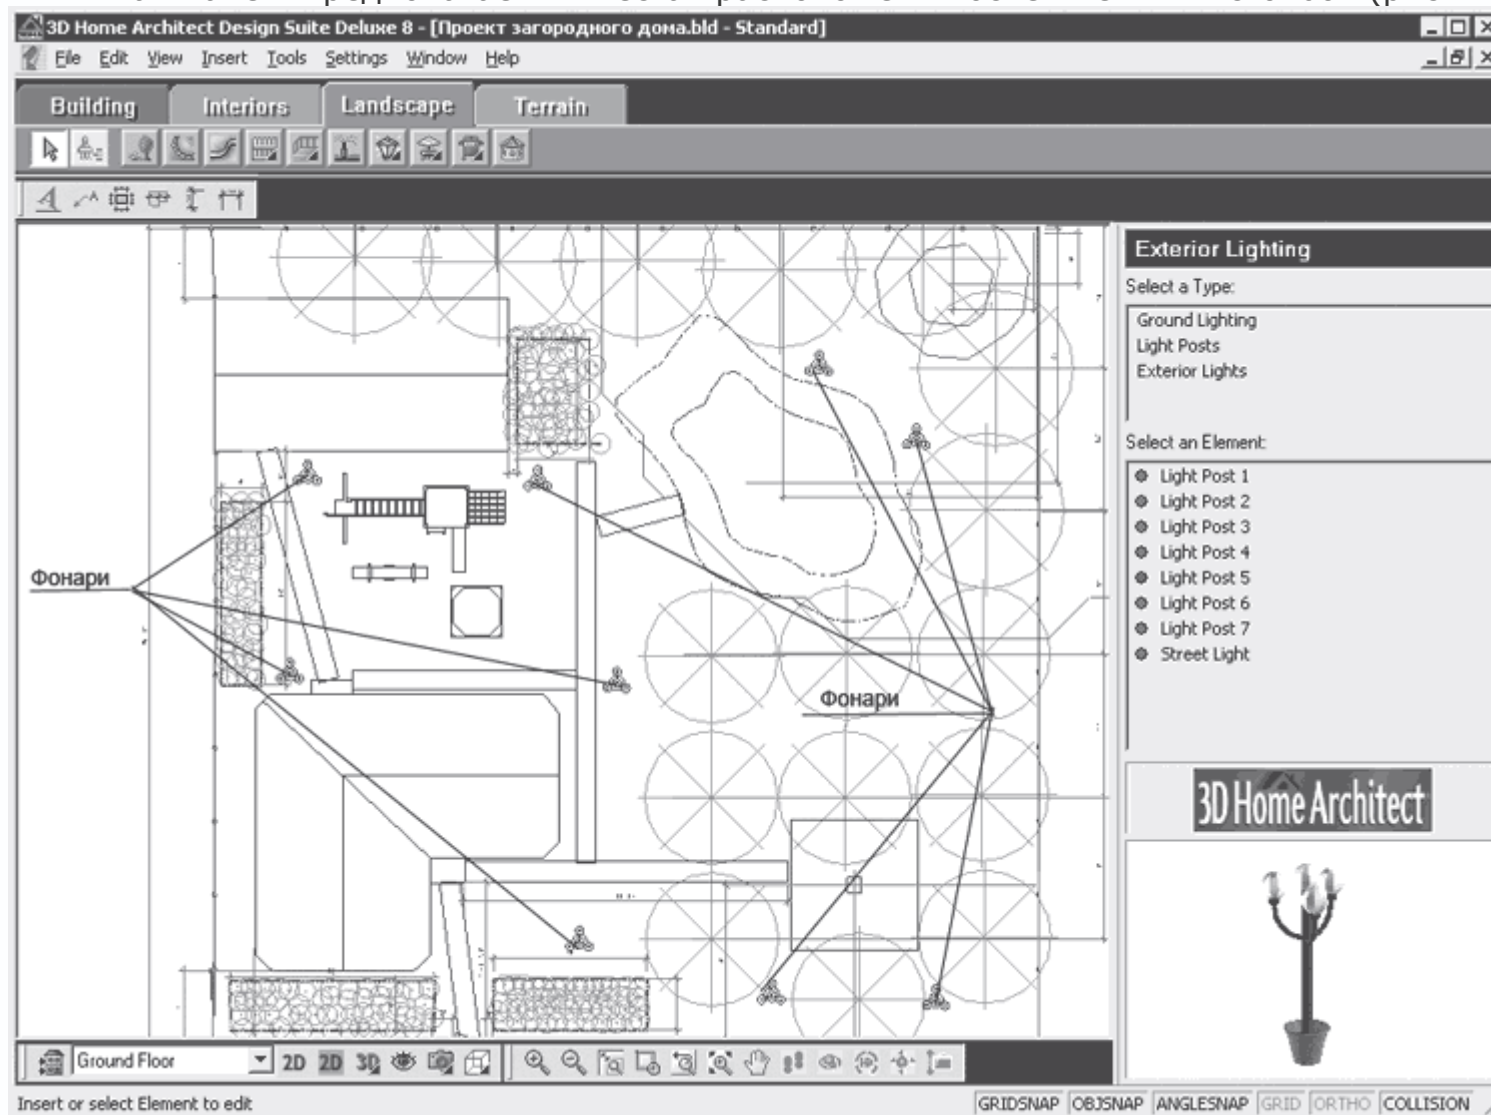 3D Home Architect Design Suite Deluxe 8 - [Проект загородного дома.bld - Standard]
File Edit View Insert Tools Settings Window Help
Building Interiors Landscape Terrain
Exterior Lighting
Select a Type:
Ground Lighting
Light Posts
Exterior Lights
Select an Element:
Light Post 1
Light Post 2
Light Post 3
Light Post 4
Light Post 5
Light Post 6
Light Post 7
Street Light
Фонари
Фонари
3D Home Architect
Ground Floor 2D 2D 3D
Insert or select Element to edit GRIDSNAP OBJSNAP ANGLESNAP GRID ORTHO COLLISION